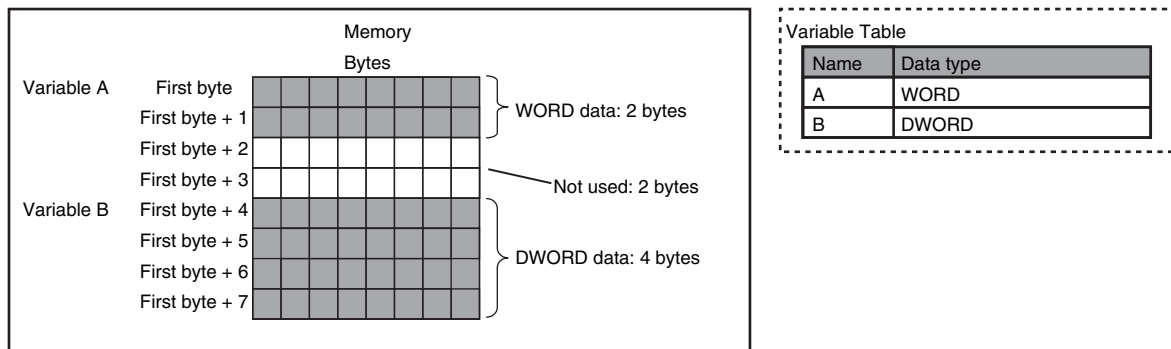 Memory
Bytes
Variable A
First byte
First byte + 1
WORD data: 2 bytes
First byte + 2
First byte + 3
Not used: 2 bytes
Variable B
First byte + 4
First byte + 5
First byte + 6
First byte + 7
DWORD data: 4 bytes
Variable Table
Name Data type
A WORD
B DWORD